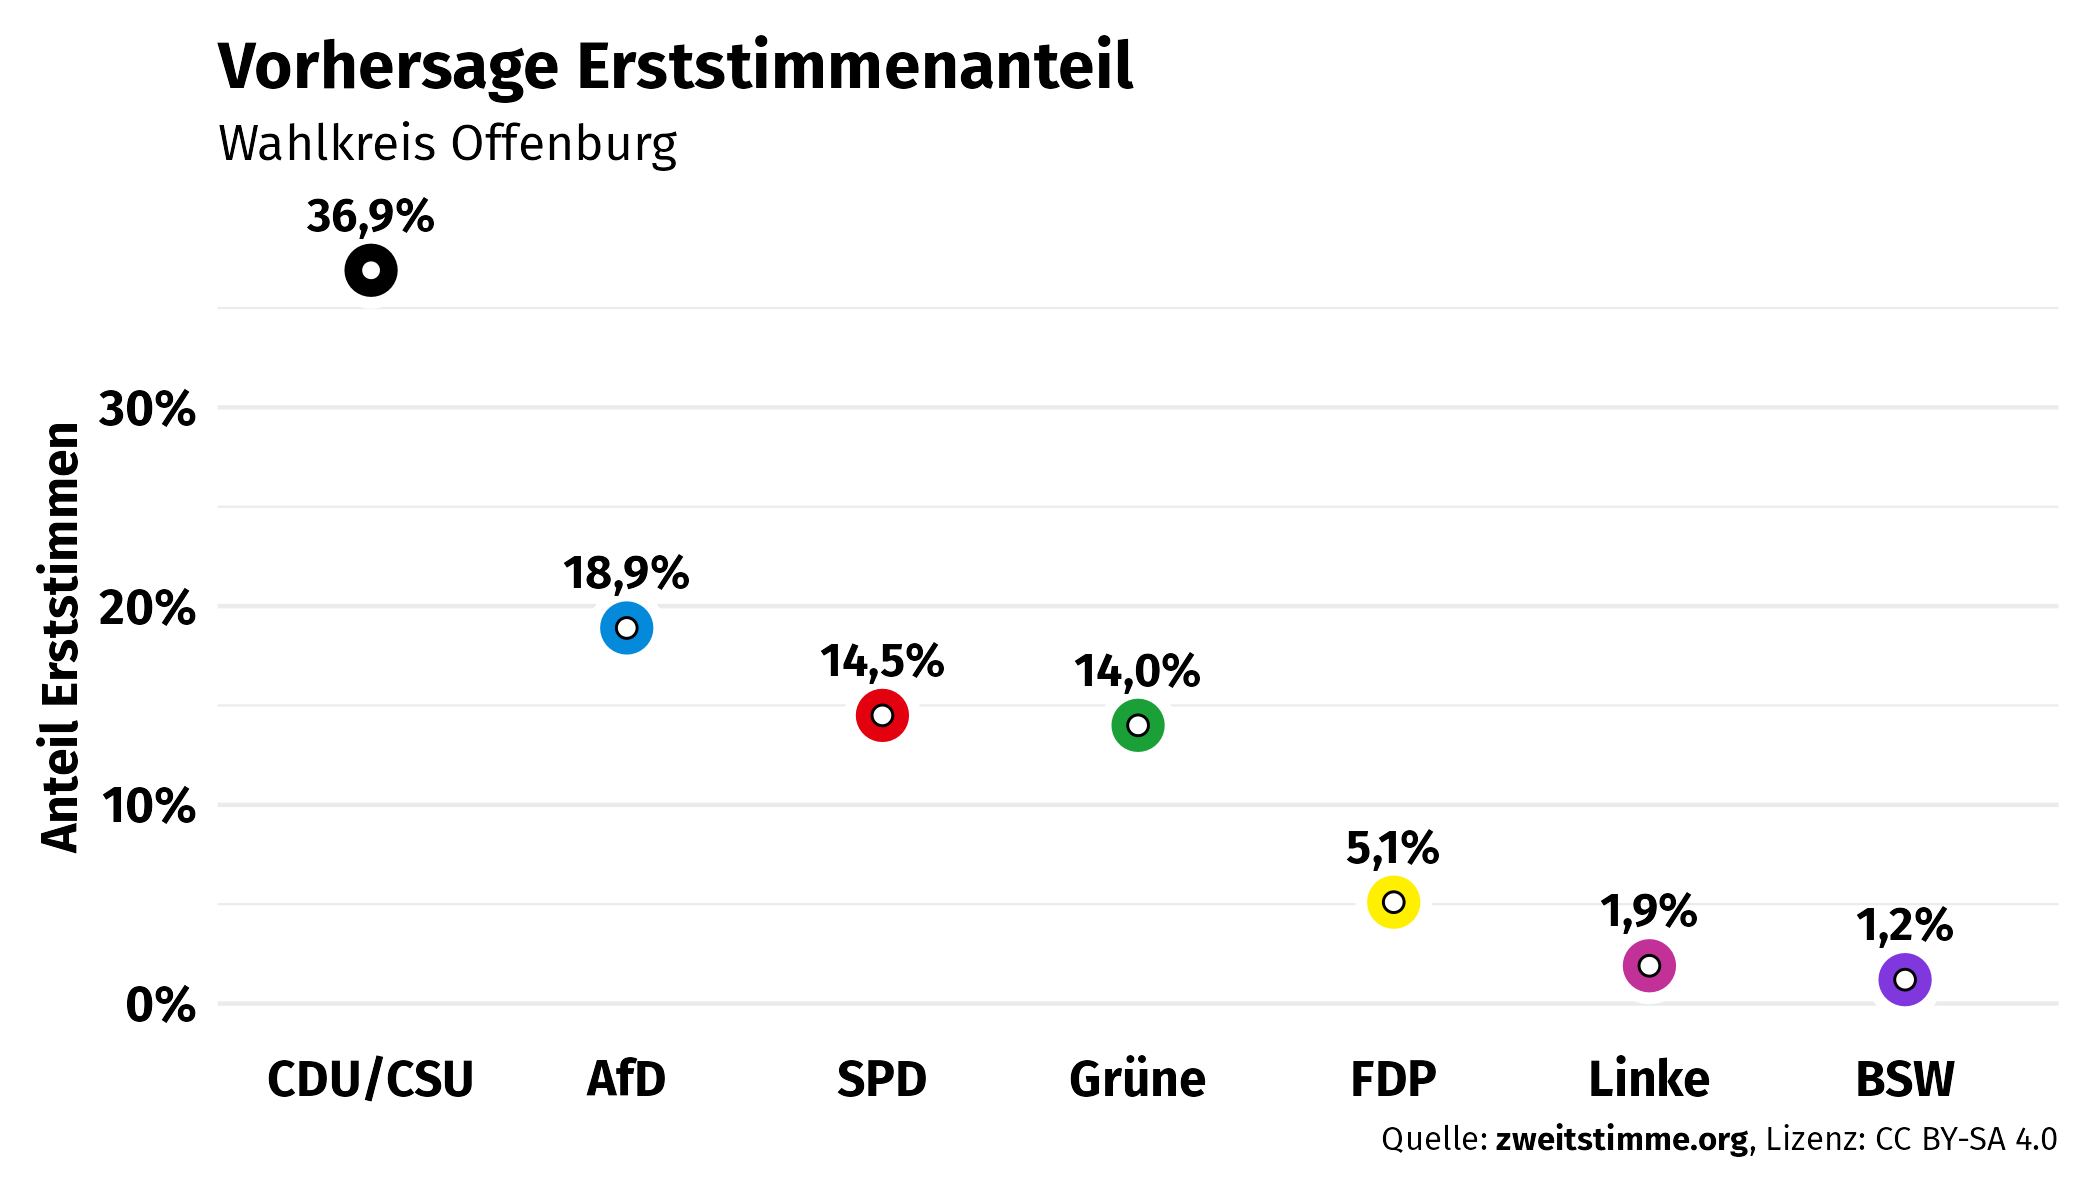 Vorhersage Erststimmenanteil
Wahlkreis Offenburg
36,9%
30%
18,9%
20%
14,5%
14,0%
10%
5,1%
1,9%
1,2%
0%
Anteil Erststimmen
CDU/CSU AfD SPD Grüne FDP Linke BSW
Quelle: zweitstimme.org, Lizenz: CC BY-SA 4.0